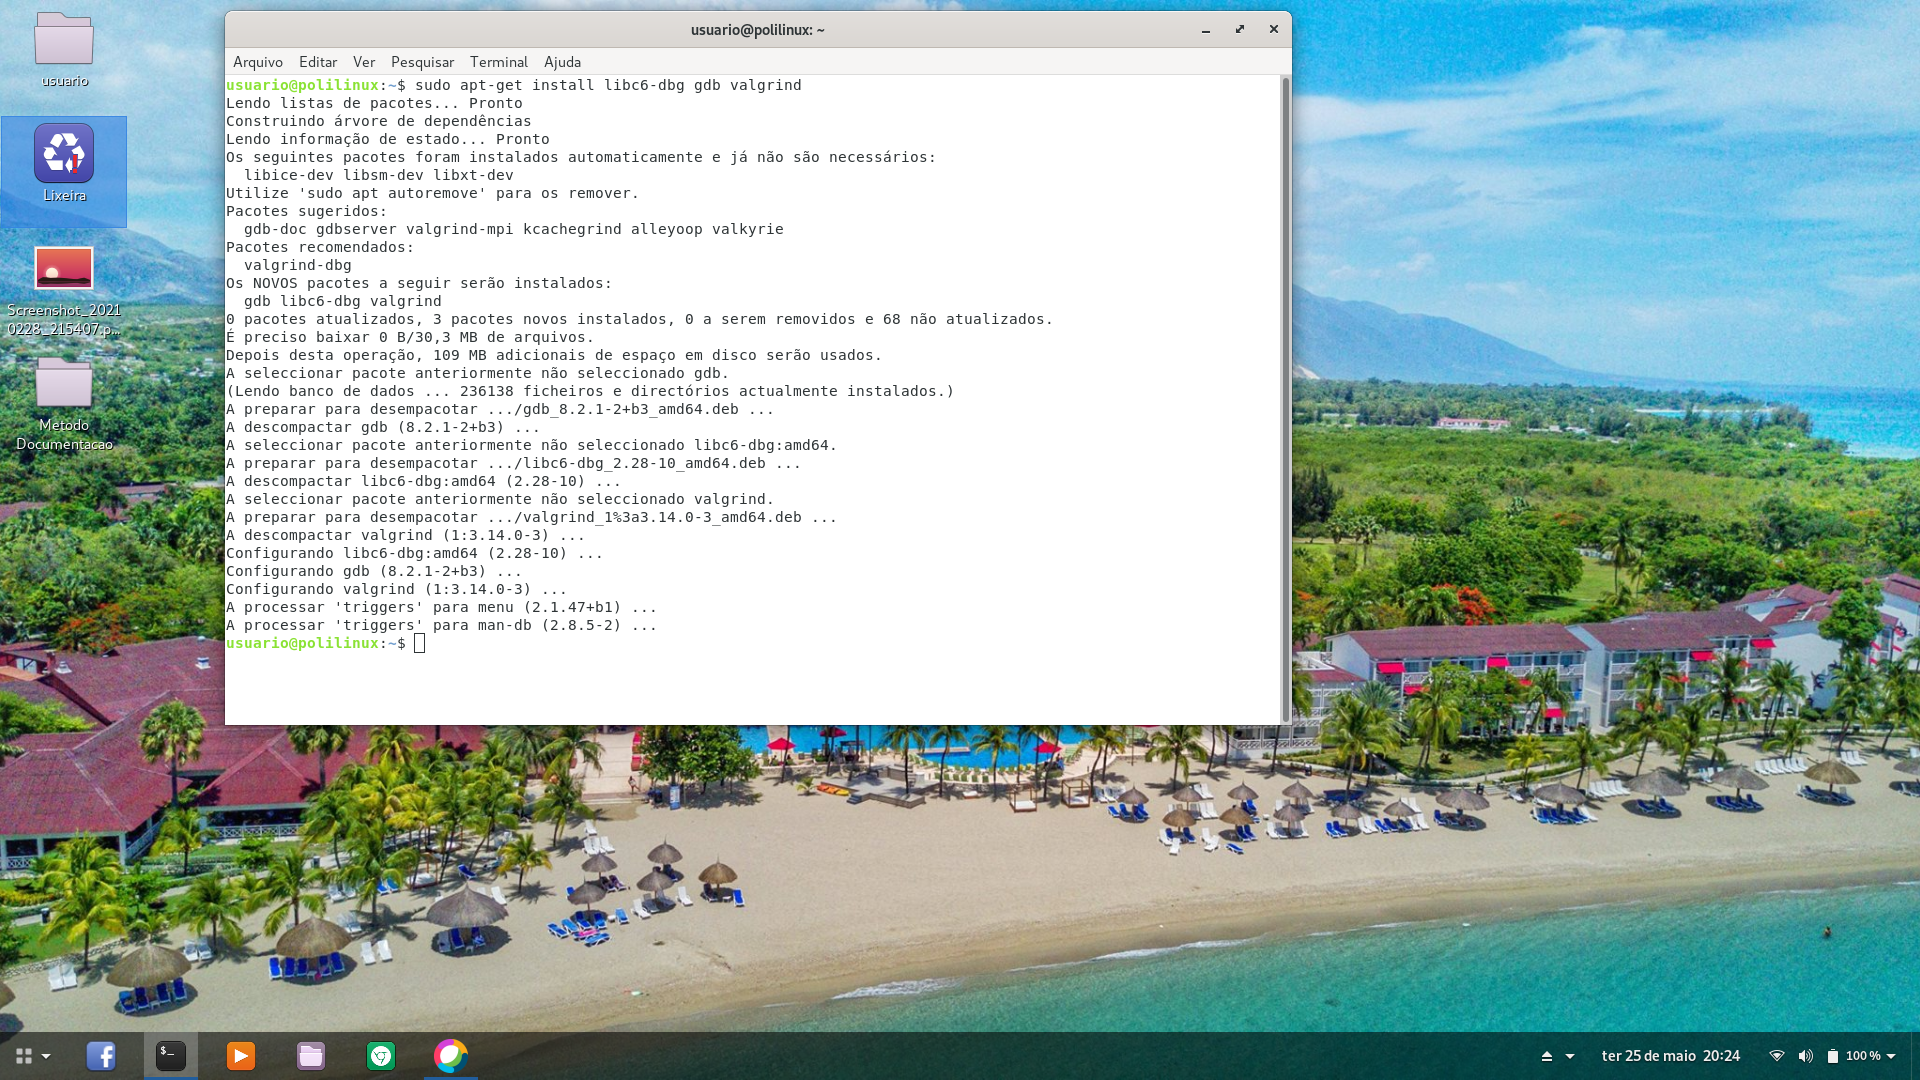 usuario@polilinux: ~
Arquivo Editar Ver Pesquisar Terminal Ajuda
usuario@polilinux:~$ sudo apt-get install libc6-dbg gdb valgrind
Lendo listas de pacotes... Pronto
Construindo árvore de dependências
Lendo informação de estado... Pronto
Os seguintes pacotes foram instalados automaticamente e já não são necessários:
  libice-dev libsm-dev libxt-dev
Utilize 'sudo apt autoremove' para os remover.
Pacotes sugeridos:
  gdb-doc gdbserver valgrind-mpi kcachegrind alleyoop valkyrie
Pacotes recomendados:
  valgrind-dbg
Os NOVOS pacotes a seguir serão instalados:
  gdb libc6-dbg valgrind
0 pacotes atualizados, 3 pacotes novos instalados, 0 a serem removidos e 68 não atualizados.
É preciso baixar 0 B/30,3 MB de arquivos.
Depois desta operação, 109 MB adicionais de espaço em disco serão usados.
A seleccionar pacote anteriormente não seleccionado gdb.
(Lendo banco de dados ... 236138 ficheiros e directórios actualmente instalados.)
A preparar para desempacotar .../gdb_8.2.1-2+b3_amd64.deb ...
A descompactar gdb (8.2.1-2+b3) ...
A seleccionar pacote anteriormente não seleccionado libc6-dbg:amd64.
A preparar para desempacotar .../libc6-dbg_2.28-10_amd64.deb ...
A descompactar libc6-dbg:amd64 (2.28-10) ...
A seleccionar pacote anteriormente não seleccionado valgrind.
A preparar para desempacotar .../valgrind_1%3a3.14.0-3_amd64.deb ...
A descompactar valgrind (1:3.14.0-3) ...
Configurando libc6-dbg:amd64 (2.28-10) ...
Configurando gdb (8.2.1-2+b3) ...
Configurando valgrind (1:3.14.0-3) ...
A processar 'triggers' para menu (2.1.47+b1) ...
A processar 'triggers' para man-db (2.8.5-2) ...
usuario@polilinux:~$
usuario
Lixeira
Screenshot_2021
0228_215407.p...
Metodo
Documentacao
ter 25 de maio 20:24
100 %